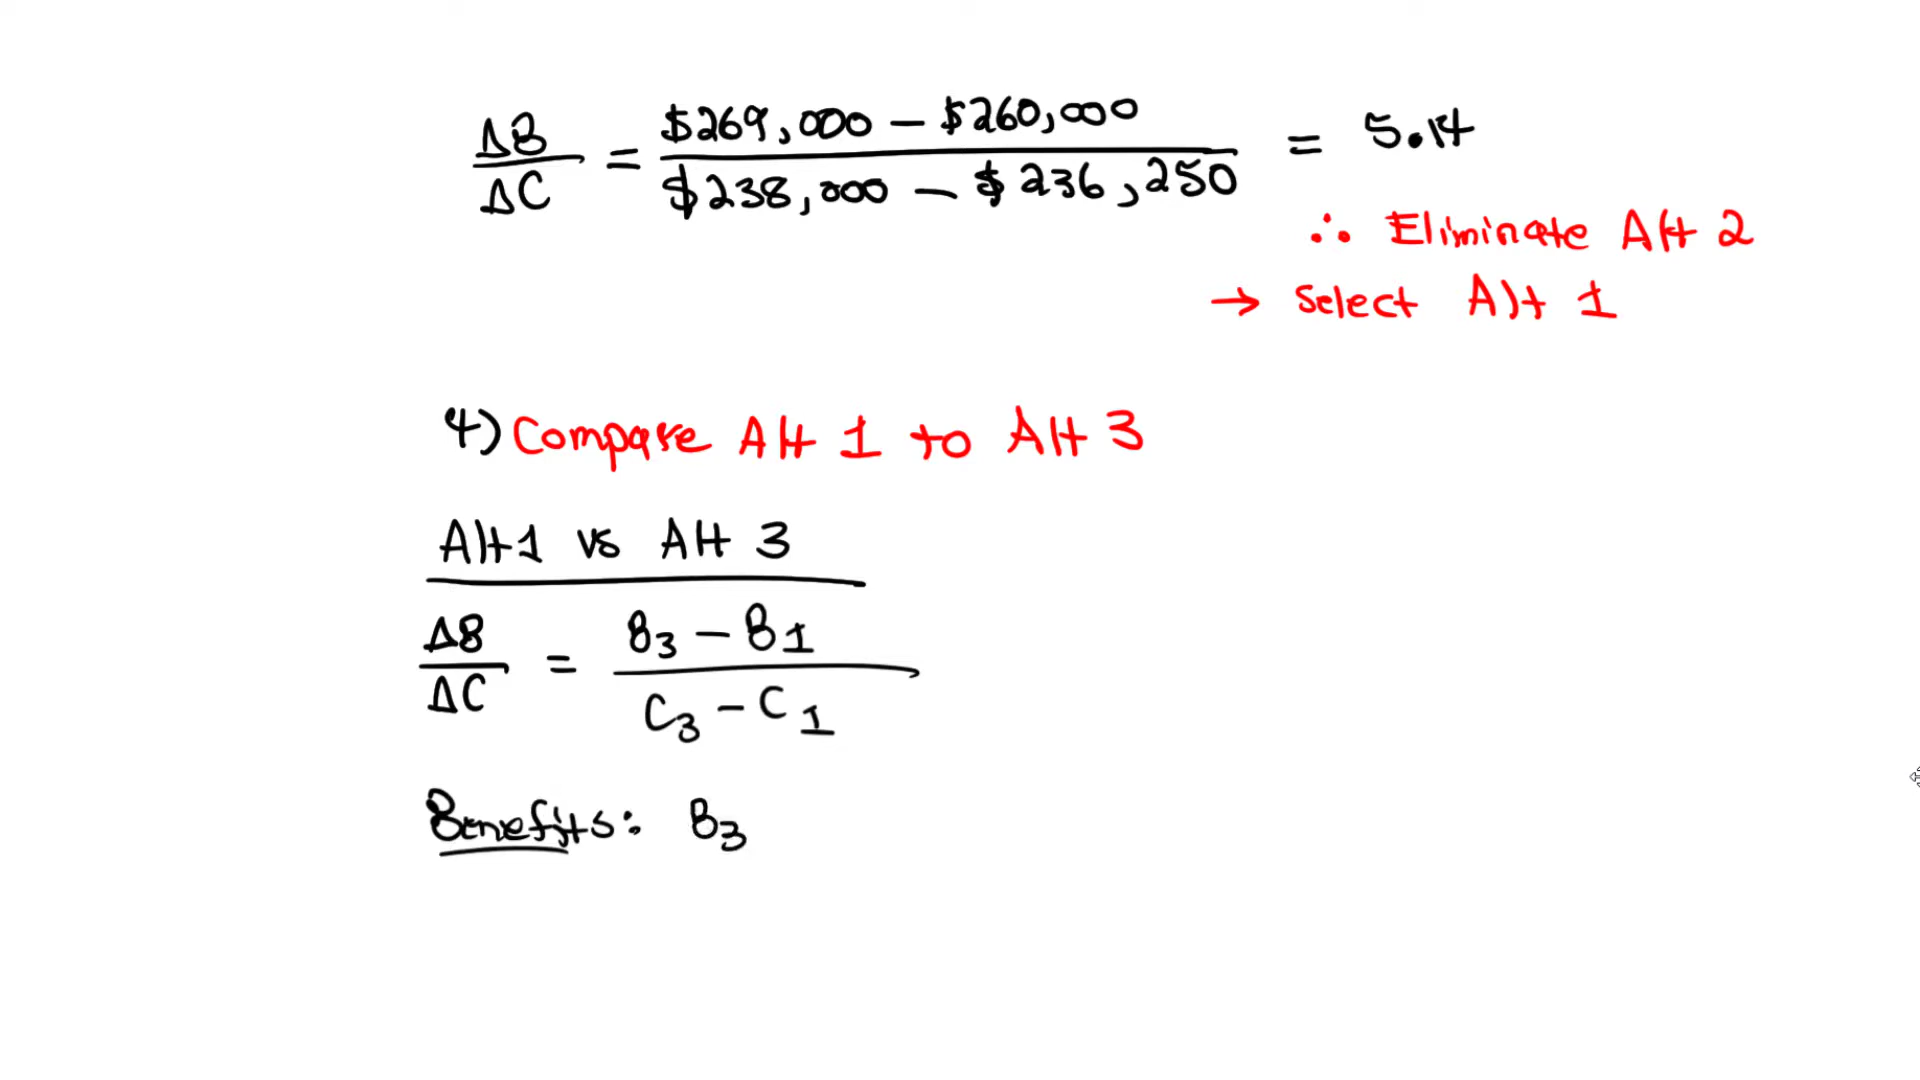 ΔB/ΔC = $269,000 – $260,000 / $238,000 – $236,250 = 5.14
∴ Eliminate Alt 2
→ Select Alt 1
4) Compare Alt 1 to Alt 3
Alt 1 vs Alt 3
ΔB/ΔC = B3 – B1 / C3 – C1
Benefits: B3